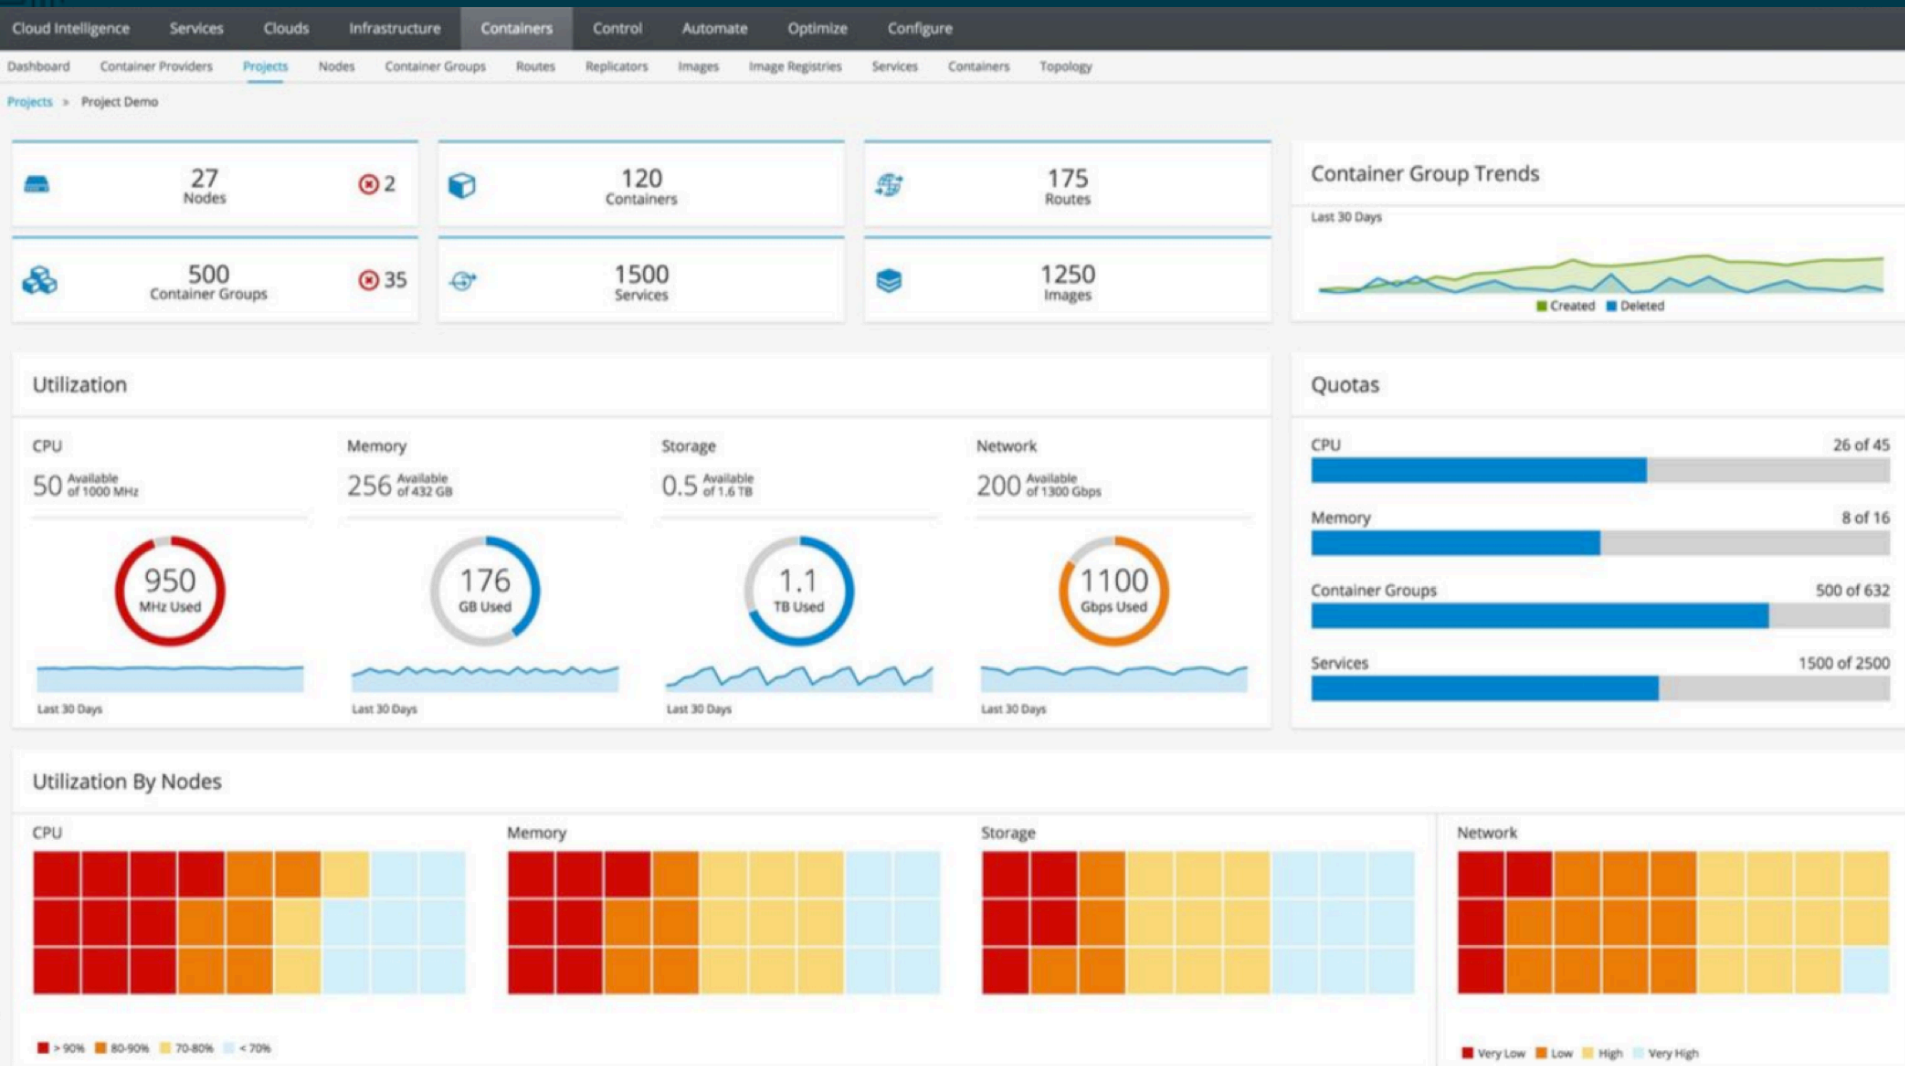 Cloud Intelligence Services Clouds Infrastructure Containers Control Automate Optimize Configure
Dashboard Container Providers Projects Nodes Container Groups Routes Replicators Images Image Registries Services Containers Topology
Projects » Project Demo
27
Nodes
2
120
Containers
175
Routes
500
Container Groups
35
1500
Services
1250
Images
Container Group Trends
Last 30 Days
Created Deleted
Utilization
CPU
50 Available
of 1000 MHz
950
MHz Used
Last 30 Days
Memory
256 Available
of 432 GB
176
GB Used
Last 30 Days
Storage
0.5 Available
of 1.6 TB
1.1
TB Used
Last 30 Days
Network
200 Available
of 1300 Gbps
1100
Gbps Used
Last 30 Days
Quotas
CPU 26 of 45
Memory 8 of 16
Container Groups 500 of 632
Services 1500 of 2500
Utilization By Nodes
CPU
Memory
Storage
Network
> 90% 80-90% 70-80% < 70%
Very Low Low High Very High